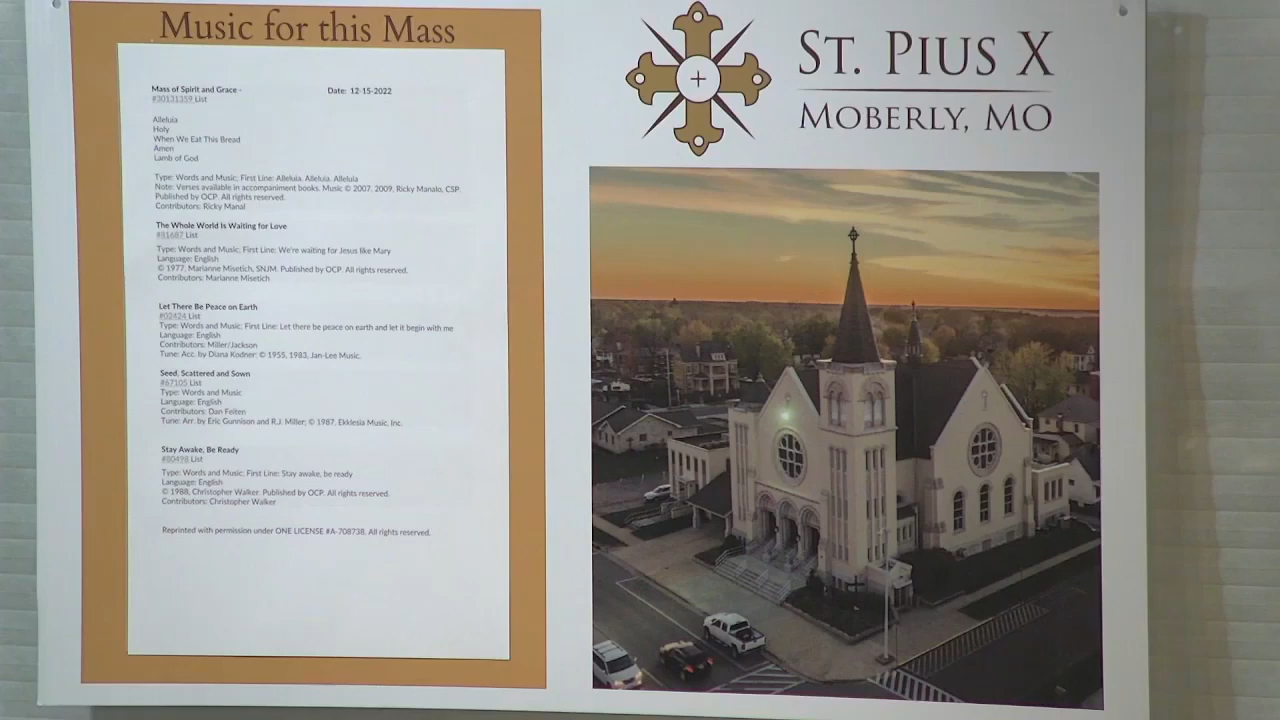 Music for this Mass
Mass of Spirit and Grace - Date: 12-15-2022
#30131359 List
Alleluia
Holy
When We Eat This Bread
Amen
Lamb of God
Type: Words and Music; First Line: Alleluia, Alleluia, Alleluia
Note: Verses available in accompaniment books. Music © 2007, 2009, Ricky Manalo, CSP.
Published by OCP. All rights reserved.
Contributors: Ricky Manal
The Whole World Is Waiting for Love
#81687 List
Type: Words and Music; First Line: We're waiting for Jesus like Mary
Language: English
© 1977, Marianne Misetich, SNJM. Published by OCP. All rights reserved.
Contributors: Marianne Misetich
Let There Be Peace on Earth
#02424 List
Type: Words and Music; First Line: Let there be peace on earth and let it begin with me
Language: English
Contributors: Miller/Jackson
Tune: Acc. by Diana Kodner; © 1955, 1983, Jan-Lee Music.
Seed, Scattered and Sown
#67105 List
Type: Words and Music
Language: English
Contributors: Dan Feiten
Tune: Arr. by Eric Gunnison and R.J. Miller; © 1987, Ekklesia Music, Inc.
Stay Awake, Be Ready
#80498 List
Type: Words and Music; First Line: Stay awake, be ready
Language: English
© 1988, Christopher Walker. Published by OCP. All rights reserved.
Contributors: Christopher Walker
Reprinted with permission under ONE LICENSE #A-708738. All rights reserved.
ST. PIUS X
MOBERLY, MO